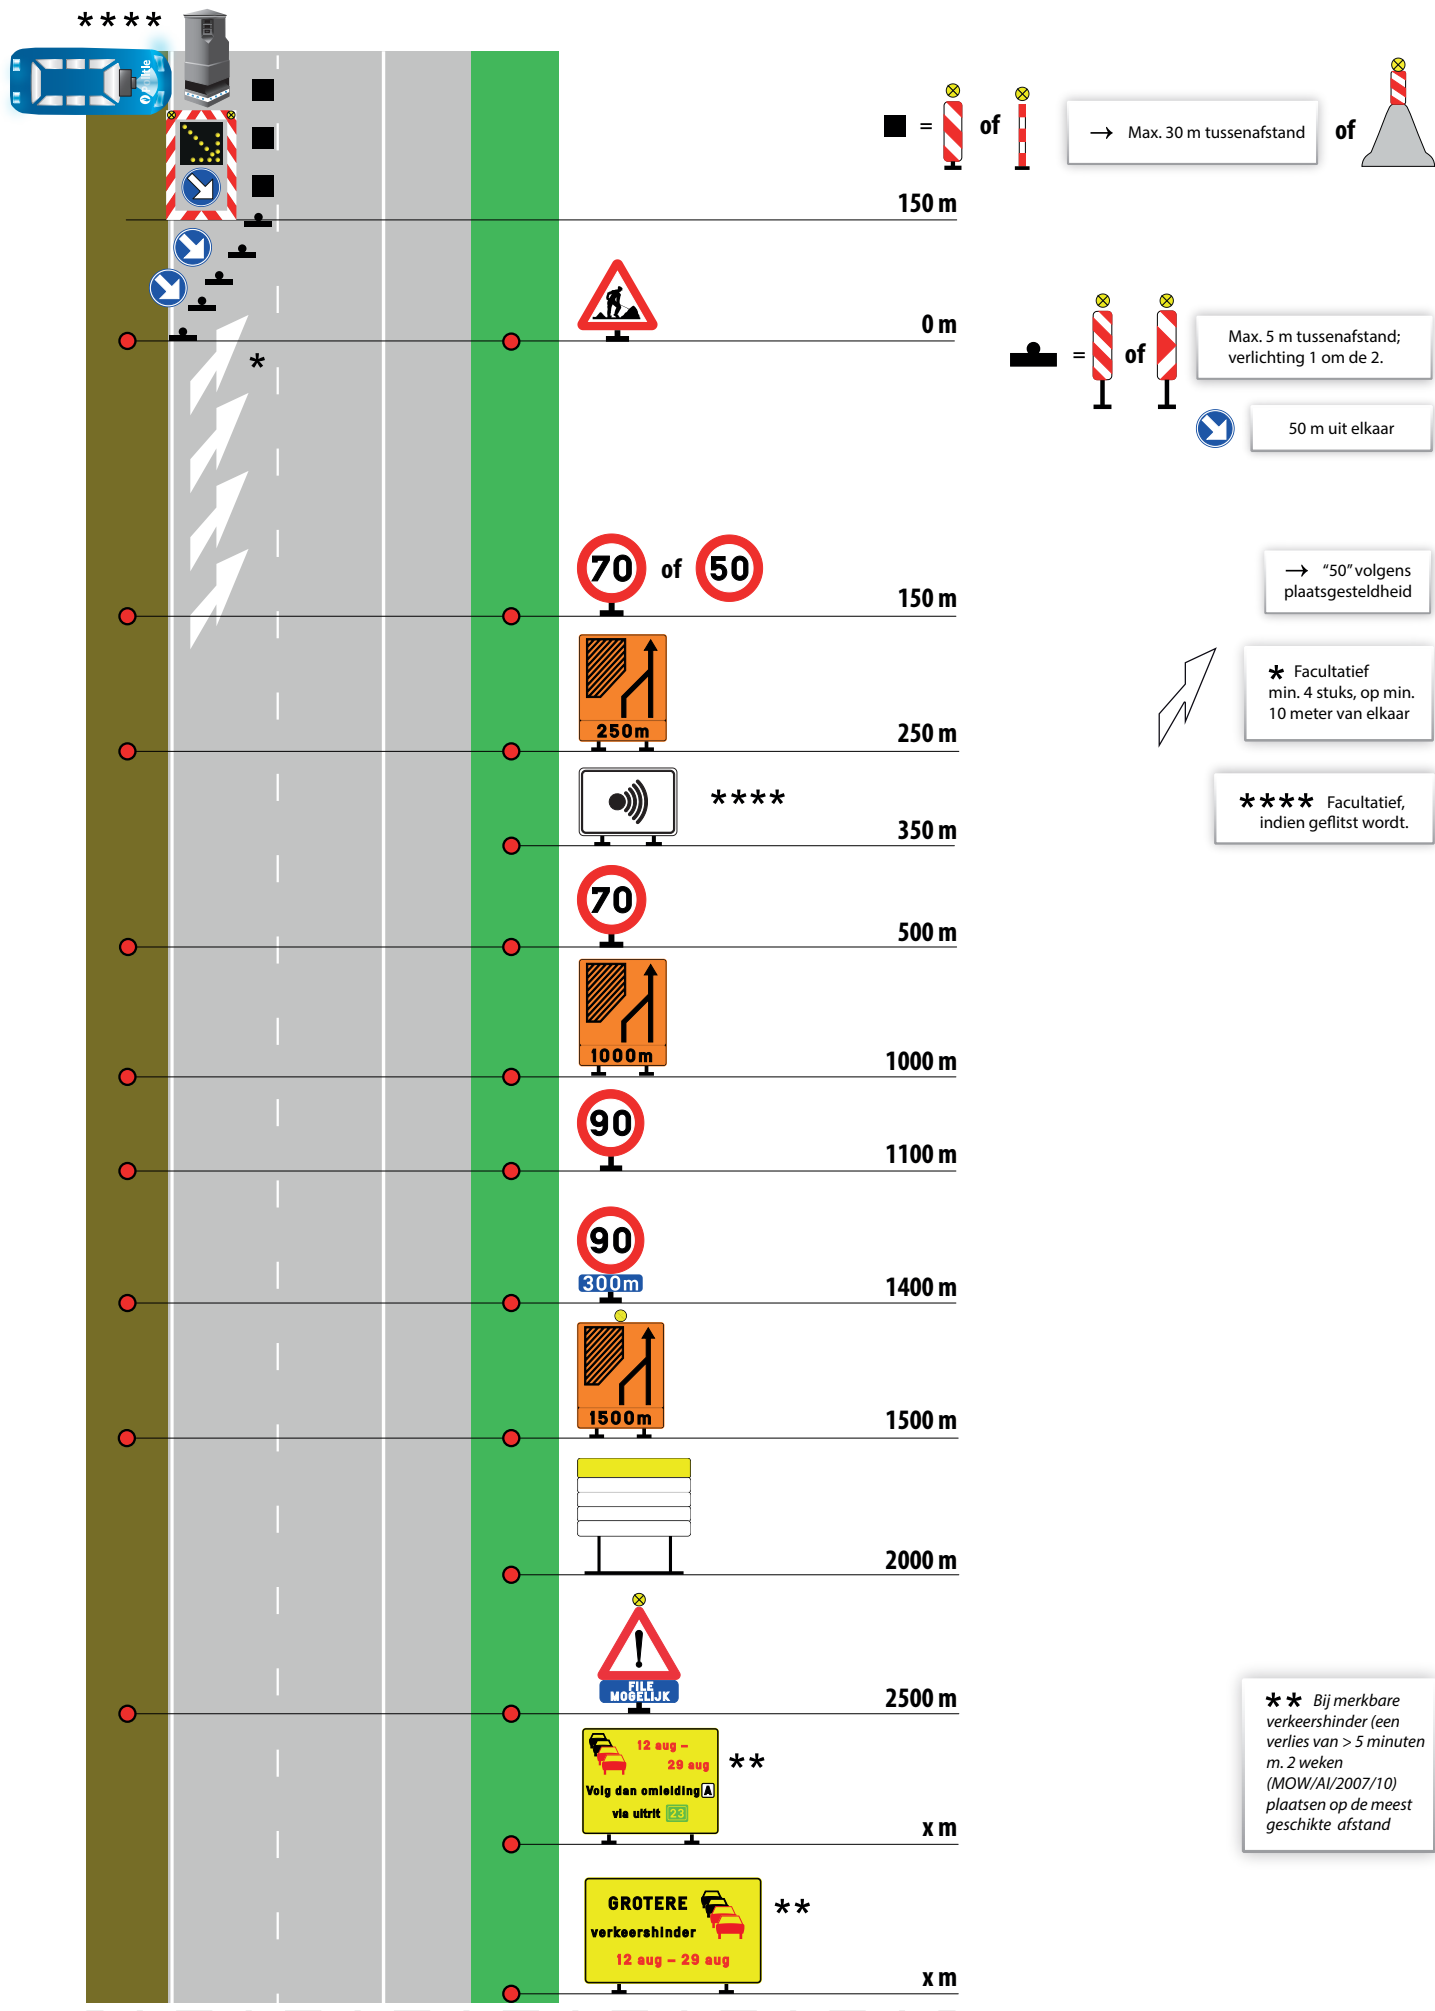 ****
= of → Max. 30 m tussenafstand of
150 m
0 m
*
= of
Max. 5 m tussenafstand;
verlichting 1 om de 2.
50 m uit elkaar
70 of 50
150 m
→ “50” volgens
plaatsgesteldheid
250m
250 m
* Facultatief
min. 4 stuks, op min.
10 meter van elkaar
****
350 m
**** Facultatief,
indien geflitst wordt.
70
500 m
1000m
1000 m
90
1100 m
90
300m
1400 m
1500m
1500 m
2000 m
FILE
MOGELIJK
2500 m
12 aug –
29 aug
Volg dan omleiding A
via uitrit 23
**
x m
** Bij merkbare
verkeershinder (een
verlies van > 5 minuten
m. 2 weken
(MOW/AI/2007/10)
plaatsen op de meest
geschikte afstand
GROTERE
verkeershinder
12 aug – 29 aug
**
x m